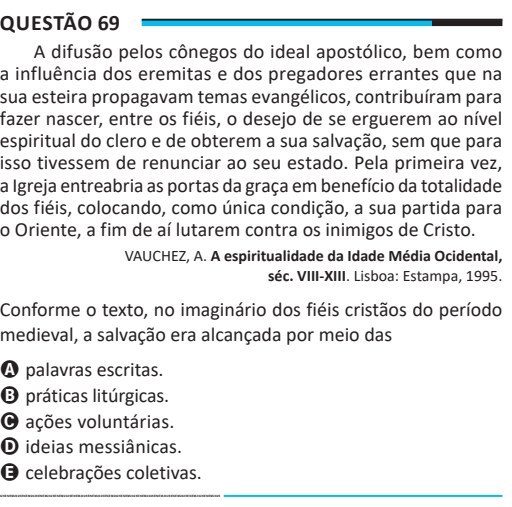 QUESTÃO 69
A difusão pelos cônegos do ideal apostólico, bem como
a influência dos eremitas e dos pregadores errantes que na
sua esteira propagavam temas evangélicos, contribuíram para
fazer nascer, entre os fiéis, o desejo de se erguerem ao nível
espiritual do clero e de obterem a sua salvação, sem que para
isso tivessem de renunciar ao seu estado. Pela primeira vez,
a Igreja entreabria as portas da graça em benefício da totalidade
dos fiéis, colocando, como única condição, a sua partida para
o Oriente, a fim de aí lutarem contra os inimigos de Cristo.
VAUCHEZ, A. A espiritualidade da Idade Média Ocidental,
séc. VIII-XIII. Lisboa: Estampa, 1995.
Conforme o texto, no imaginário dos fiéis cristãos do período
medieval, a salvação era alcançada por meio das
A palavras escritas.
B práticas litúrgicas.
C ações voluntárias.
D ideias messiânicas.
E celebrações coletivas.